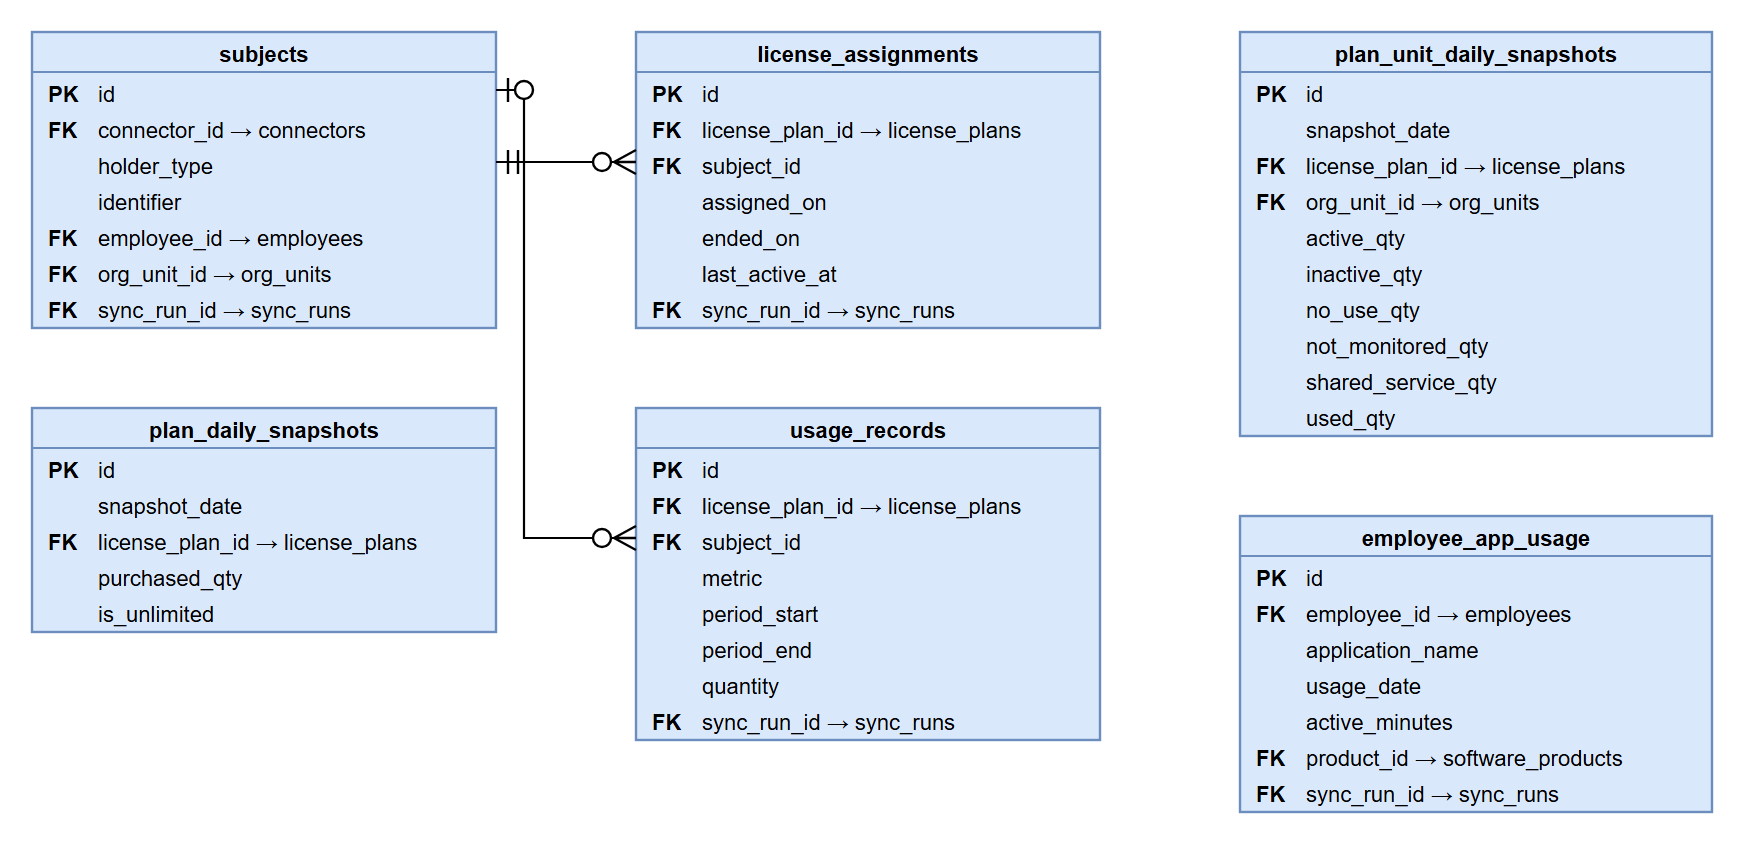 subjects
PK id
FK connector_id → connectors
holder_type
identifier
FK employee_id → employees
FK org_unit_id → org_units
FK sync_run_id → sync_runs
license_assignments
PK id
FK license_plan_id → license_plans
FK subject_id
assigned_on
ended_on
last_active_at
FK sync_run_id → sync_runs
plan_unit_daily_snapshots
PK id
snapshot_date
FK license_plan_id → license_plans
FK org_unit_id → org_units
active_qty
inactive_qty
no_use_qty
not_monitored_qty
shared_service_qty
used_qty
plan_daily_snapshots
PK id
snapshot_date
FK license_plan_id → license_plans
purchased_qty
is_unlimited
usage_records
PK id
FK license_plan_id → license_plans
FK subject_id
metric
period_start
period_end
quantity
FK sync_run_id → sync_runs
employee_app_usage
PK id
FK employee_id → employees
application_name
usage_date
active_minutes
FK product_id → software_products
FK sync_run_id → sync_runs